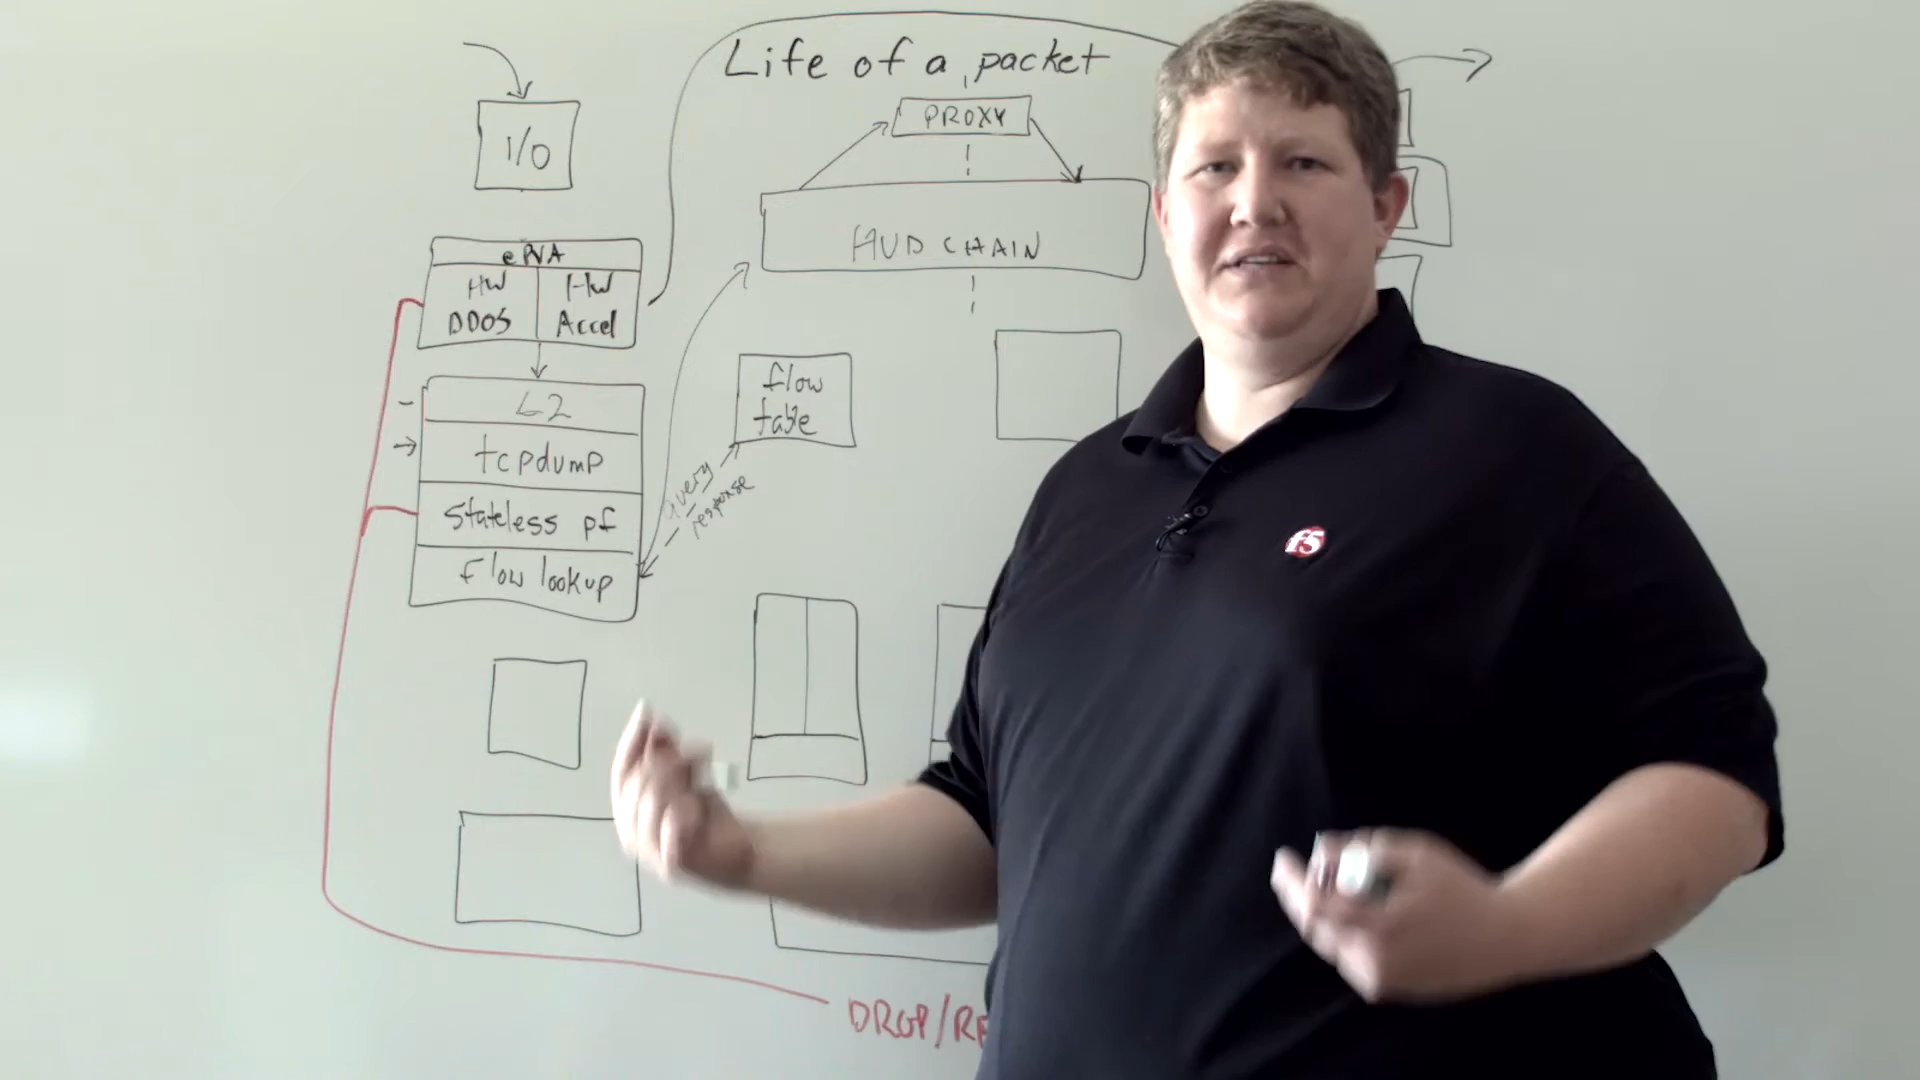 Life of a packet
PROXY
I/O
HUD CHAIN
ePVA
HW
DDOS
HW
Accel
flow
table
L2
tcpdump
query
response
Stateless pf
flow lookup
f5
DROP/RE